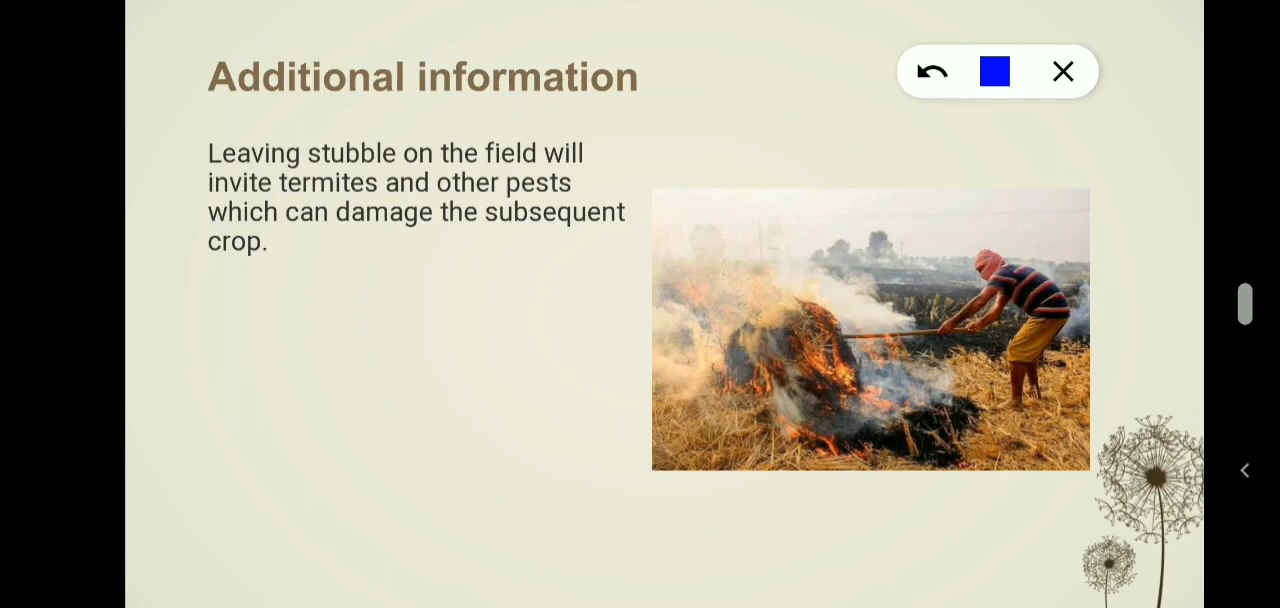 Additional information
Leaving stubble on the field will
invite termites and other pests
which can damage the subsequent
crop.